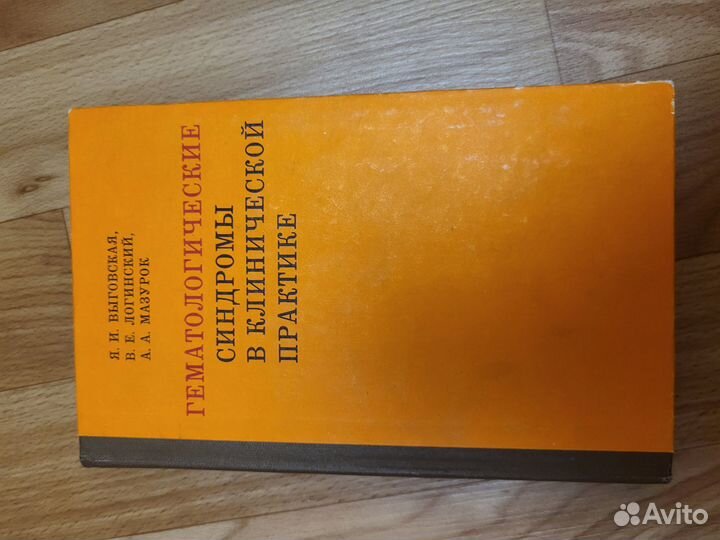 Я. И. ВЫГОВСКАЯ,
В. Е. ЛОГИНСКИЙ,
А. А. МАЗУРОК
ГЕМАТОЛОГИЧЕСКИЕ
СИНДРОМЫ
В КЛИНИЧЕСКОЙ
ПРАКТИКЕ
Avito